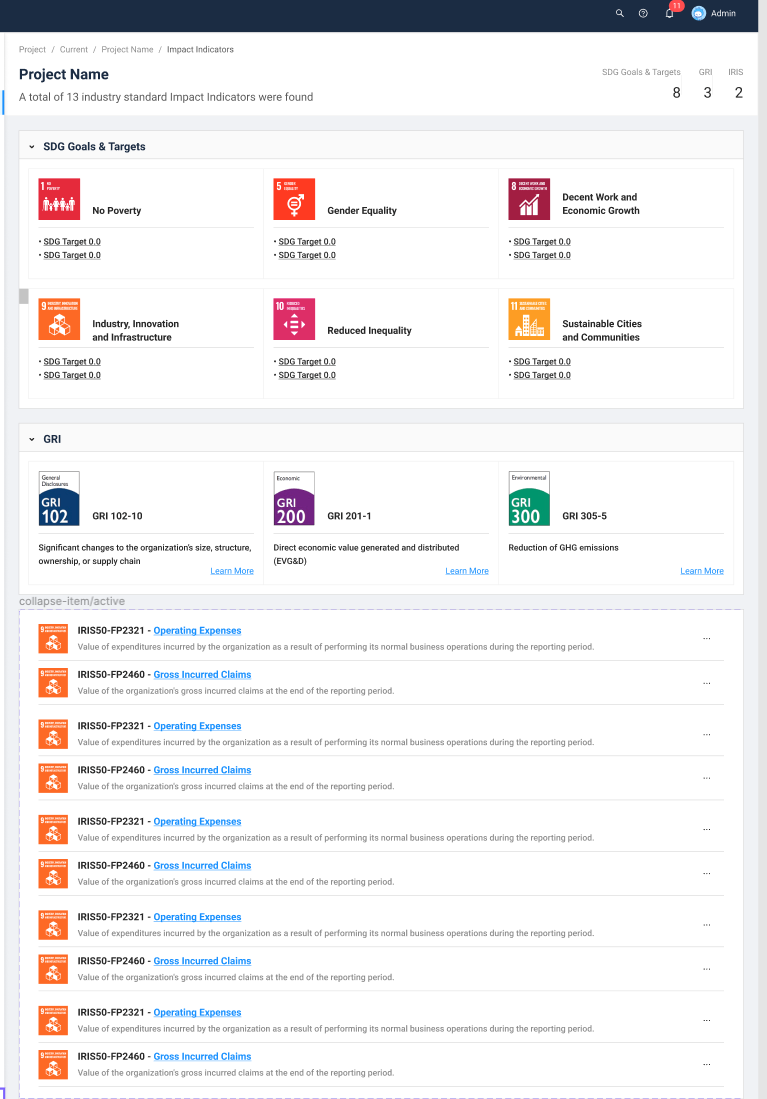 11
Admin
Project / Current / Project Name / Impact Indicators
Project Name
A total of 13 industry standard Impact Indicators were found
SDG Goals & Targets GRI IRIS
8 3 2
SDG Goals & Targets
1 NO POVERTY
No Poverty
• SDG Target 0.0
• SDG Target 0.0
5 GENDER EQUALITY
Gender Equality
• SDG Target 0.0
• SDG Target 0.0
8 DECENT WORK AND ECONOMIC GROWTH
Decent Work and
Economic Growth
• SDG Target 0.0
• SDG Target 0.0
9 INDUSTRY, INNOVATION AND INFRASTRUCTURE
Industry, Innovation
and Infrastructure
• SDG Target 0.0
• SDG Target 0.0
10 REDUCED INEQUALITIES
Reduced Inequality
• SDG Target 0.0
• SDG Target 0.0
11 SUSTAINABLE CITIES AND COMMUNITIES
Sustainable Cities
and Communities
• SDG Target 0.0
• SDG Target 0.0
GRI
General
Disclosures
GRI
102
GRI 102-10
Significant changes to the organization's size, structure,
ownership, or supply chain
Learn More
Economic
GRI
200
GRI 201-1
Direct economic value generated and distributed
(EVG&D)
Learn More
Environmental
GRI
300
GRI 305-5
Reduction of GHG emissions
Learn More
collapse-item/active
IRIS50-FP2321 - Operating Expenses
Value of expenditures incurred by the organization as a result of performing its normal business operations during the reporting period.
...
IRIS50-FP2460 - Gross Incurred Claims
Value of the organization's gross incurred claims at the end of the reporting period.
...
IRIS50-FP2321 - Operating Expenses
Value of expenditures incurred by the organization as a result of performing its normal business operations during the reporting period.
...
IRIS50-FP2460 - Gross Incurred Claims
Value of the organization's gross incurred claims at the end of the reporting period.
...
IRIS50-FP2321 - Operating Expenses
Value of expenditures incurred by the organization as a result of performing its normal business operations during the reporting period.
...
IRIS50-FP2460 - Gross Incurred Claims
Value of the organization's gross incurred claims at the end of the reporting period.
...
IRIS50-FP2321 - Operating Expenses
Value of expenditures incurred by the organization as a result of performing its normal business operations during the reporting period.
...
IRIS50-FP2460 - Gross Incurred Claims
Value of the organization's gross incurred claims at the end of the reporting period.
...
IRIS50-FP2321 - Operating Expenses
Value of expenditures incurred by the organization as a result of performing its normal business operations during the reporting period.
...
IRIS50-FP2460 - Gross Incurred Claims
Value of the organization's gross incurred claims at the end of the reporting period.
...